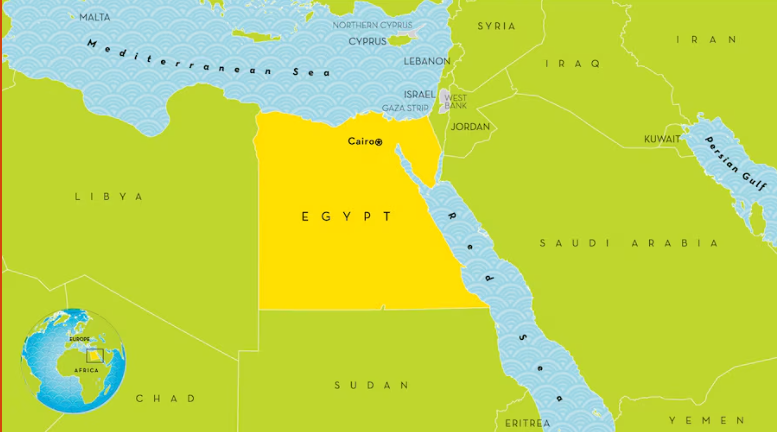 MALTA
Mediterranean Sea
NORTHERN CYPRUS
CYPRUS
SYRIA
IRAN
LEBANON
IRAQ
ISRAEL
WEST
BANK
GAZA STRIP
JORDAN
Cairo
KUWAIT
Persian Gulf
LIBYA
EGYPT
Red Sea
SAUDI ARABIA
EUROPE
AFRICA
CHAD
SUDAN
ERITREA
YEMEN